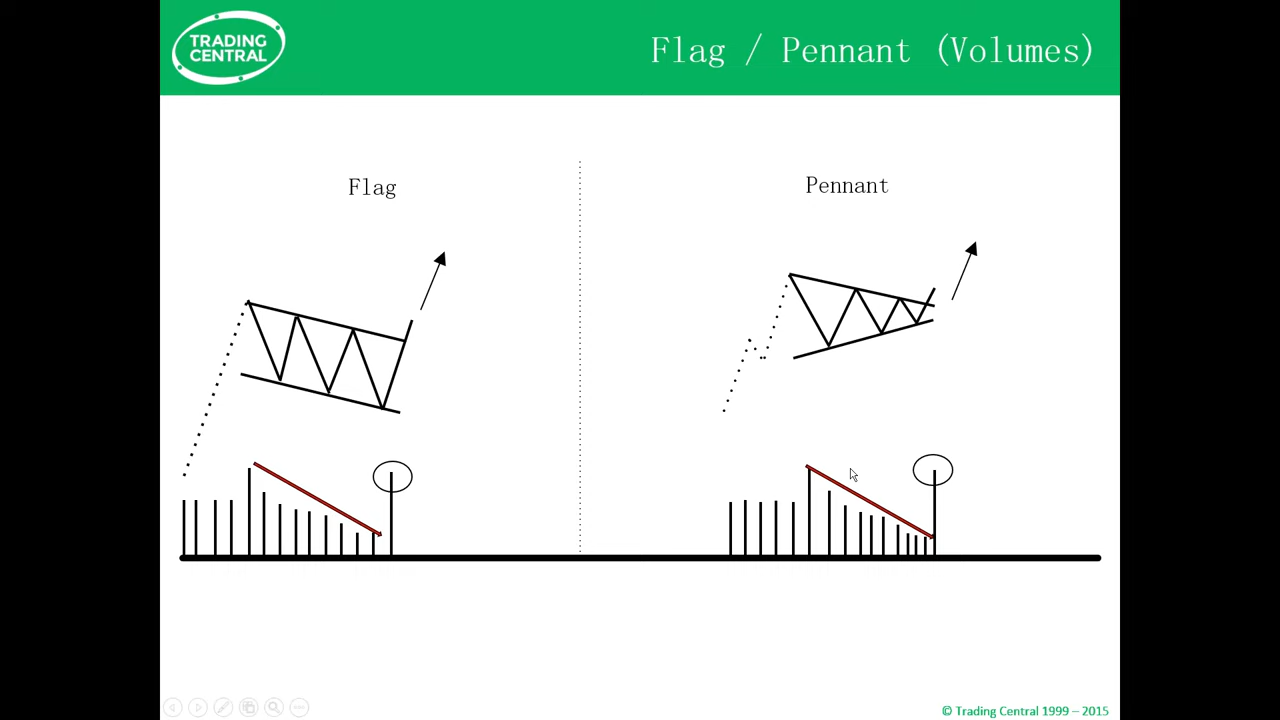 TRADING
CENTRAL
Flag / Pennant (Volumes)
Flag
Pennant
© Trading Central 1999 – 2015